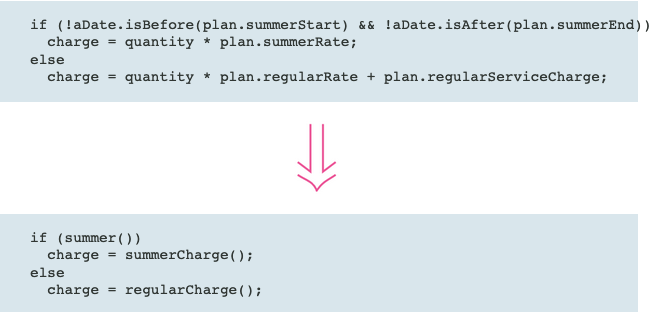 if (!aDate.isBefore(plan.summerStart) && !aDate.isAfter(plan.summerEnd))
  charge = quantity * plan.summerRate;
else
  charge = quantity * plan.regularRate + plan.regularServiceCharge;
if (summer())
  charge = summerCharge();
else
  charge = regularCharge();